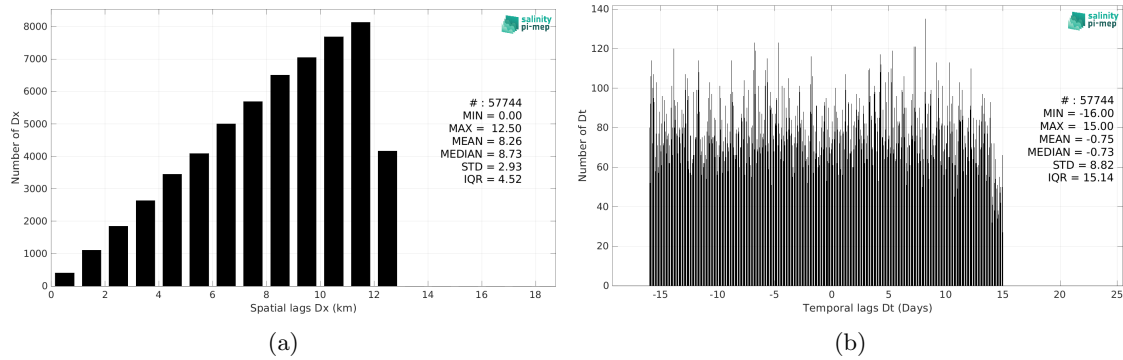 8000
7000
6000
5000
4000
3000
2000
1000
0
Number of Dx
0 2 4 6 8 10 12 14 16 18
Spatial lags Dx (km)
salinity
pi-mep
# : 57744
MIN = 0.00
MAX = 12.50
MEAN = 8.26
MEDIAN = 8.73
STD = 2.93
IQR = 4.52
(a)
140
120
100
80
60
40
20
0
Number of Dt
-15 -10 -5 0 5 10 15 20 25
Temporal lags Dt (Days)
salinity
pi-mep
# : 57744
MIN = -16.00
MAX = 15.00
MEAN = -0.75
MEDIAN = -0.73
STD = 8.82
IQR = 15.14
(b)